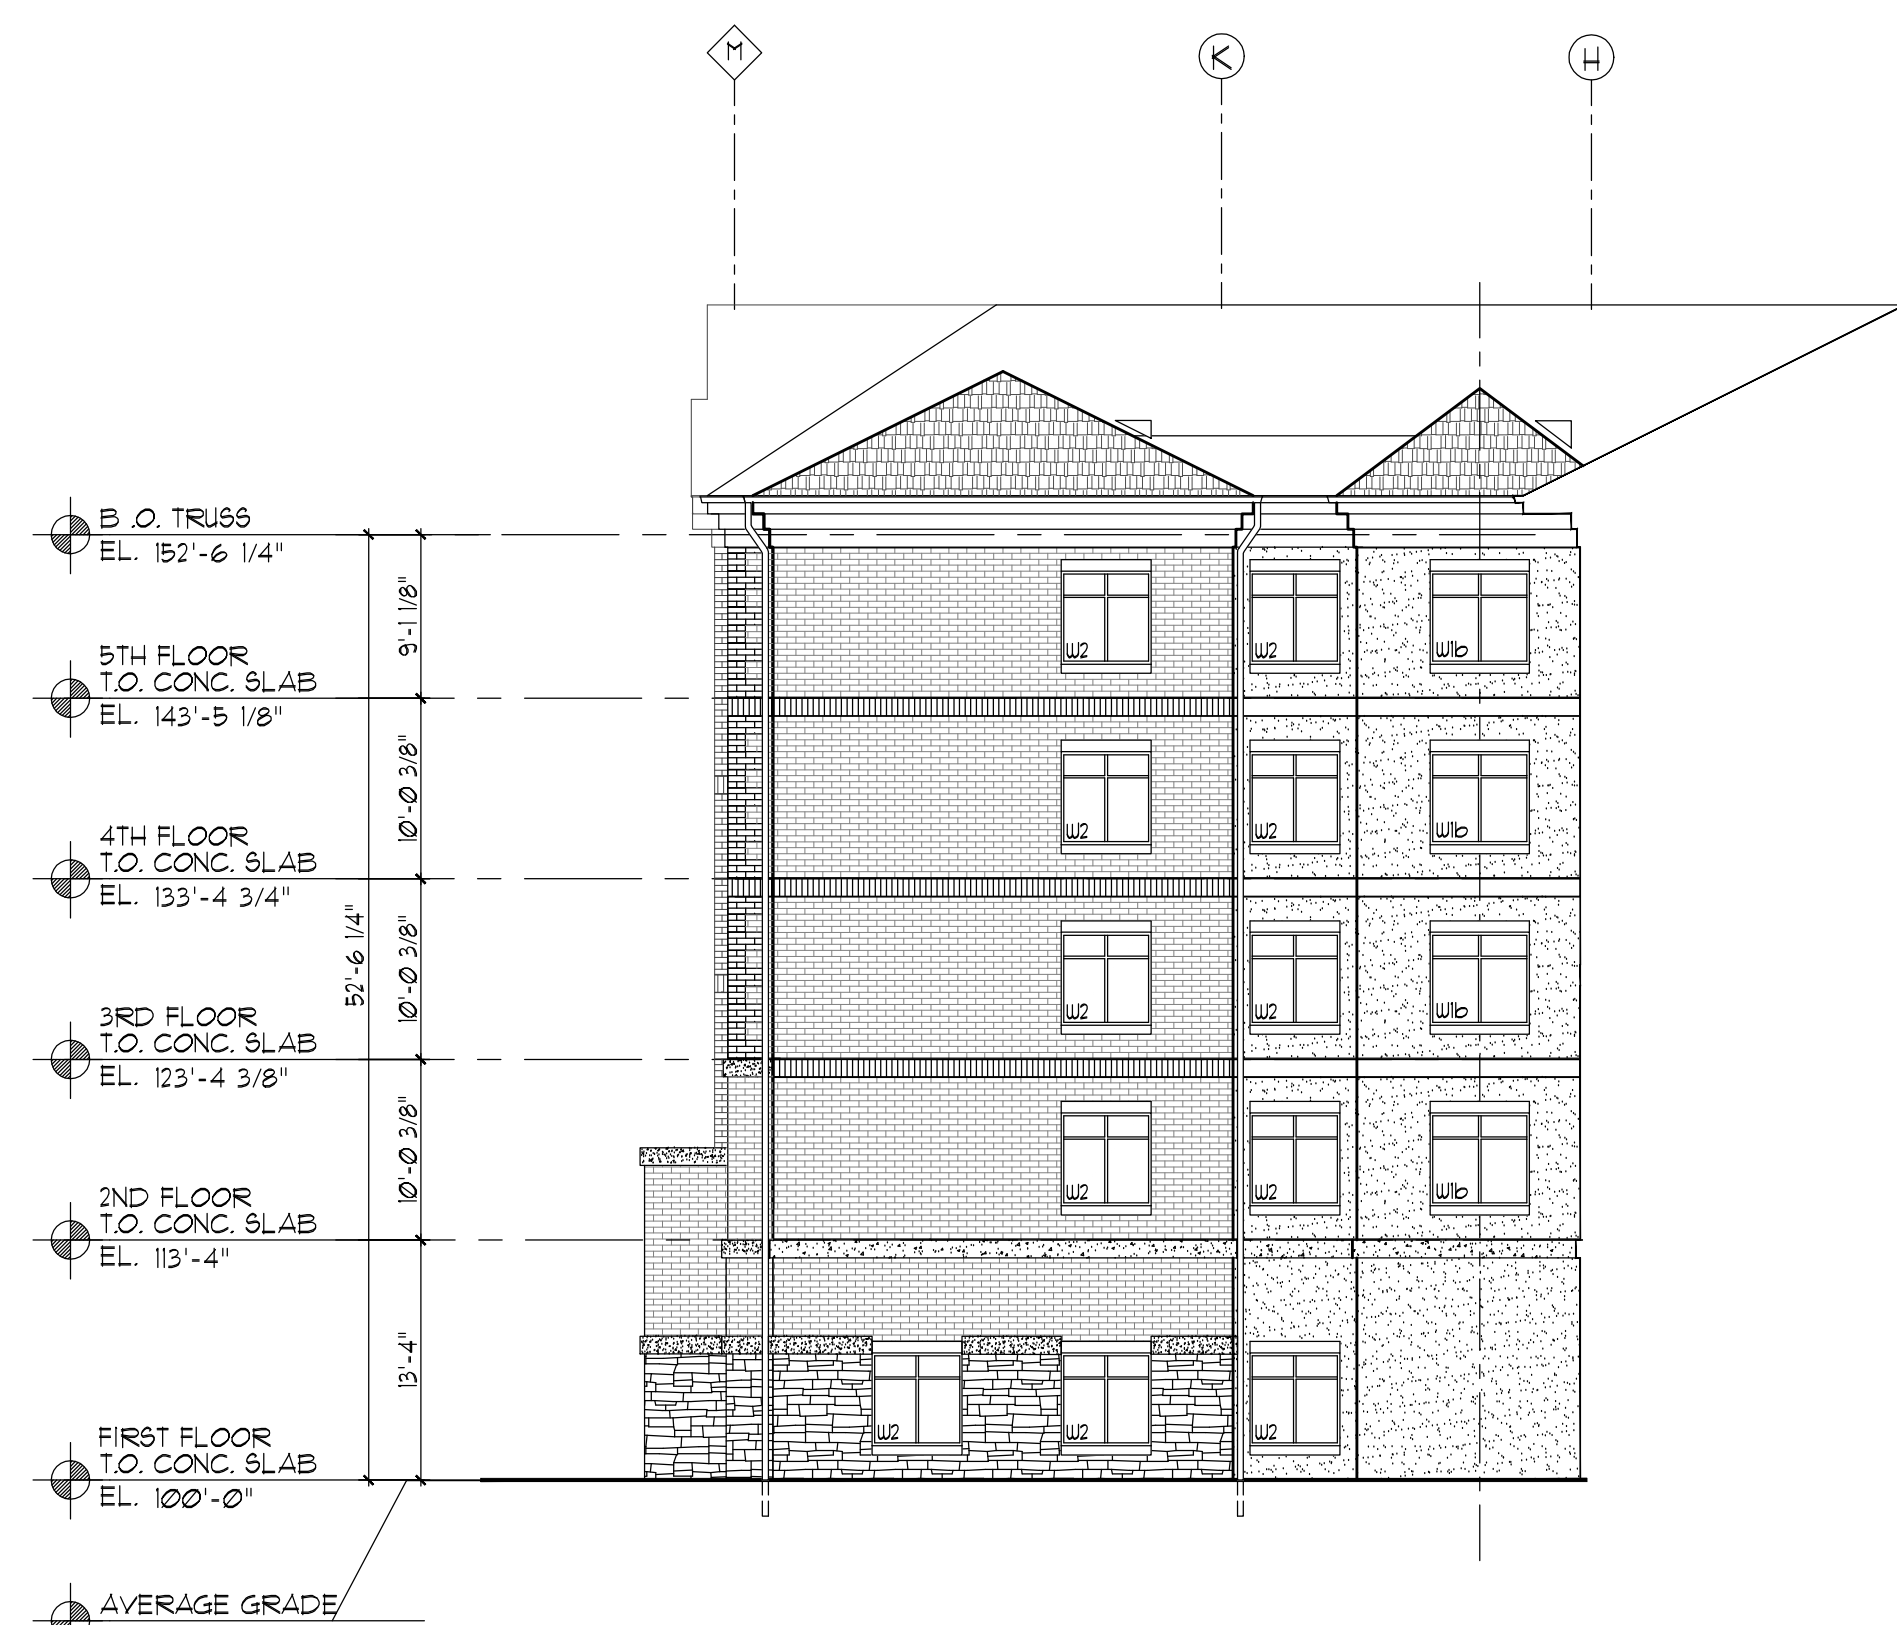 M
K
H
B .O. TRUSS
EL. 152'-6 1/4"
9'-1 1/8"
W2
W2
W1b
5TH FLOOR
T.O. CONC. SLAB
EL. 143'-5 1/8"
10'-0 3/8"
W2
W2
W1b
4TH FLOOR
T.O. CONC. SLAB
EL. 133'-4 3/4"
52'-6 1/4"
10'-0 3/8"
W2
W2
W1b
3RD FLOOR
T.O. CONC. SLAB
EL. 123'-4 3/8"
10'-0 3/8"
W2
W2
W1b
2ND FLOOR
T.O. CONC. SLAB
EL. 113'-4"
13'-4"
W2
W2
W2
FIRST FLOOR
T.O. CONC. SLAB
EL. 100'-0"
AVERAGE GRADE